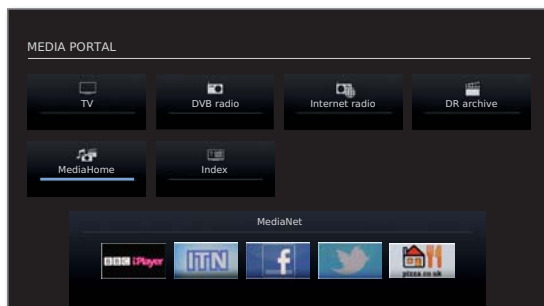 MEDIA PORTAL
TV DVB radio Internet radio DR archive
MediaHome Index
MediaNet
BBC iPlayer ITN f pizza.co.uk